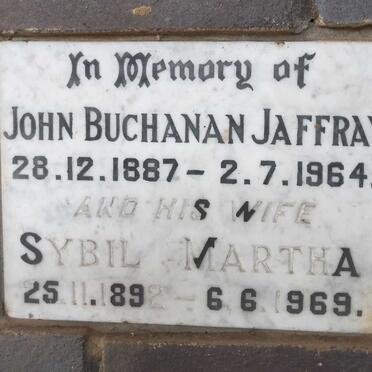 In Memory of
JOHN BUCHANAN JAFFRAY
28.12.1887 – 2.7.1964.
AND HIS WIFE
SYBIL MARTHA
25.11.1892 – 6.6.1969.